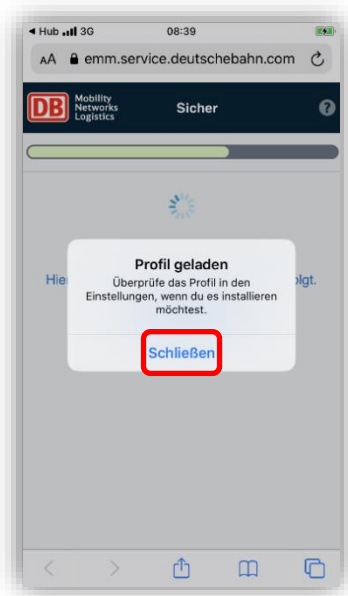 ◀ Hub 3G 08:39
AA emm.service.deutschebahn.com
DB Mobility
Networks
Logistics
Sicher ?
Profil geladen
Hie
olgt.
Überprüfe das Profil in den
Einstellungen, wenn du es installieren
möchtest.
Schließen